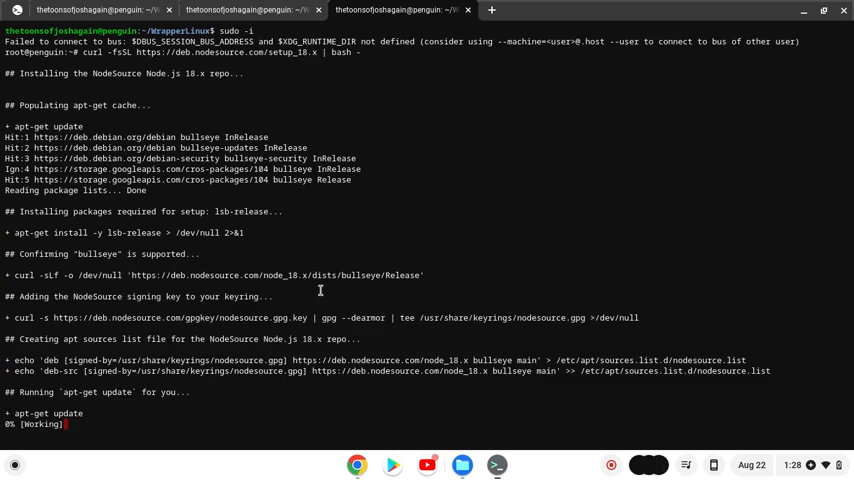 thetoonsofjoshagain@penguin: ~/W
thetoonsofjoshagain@penguin: ~/W
thetoonsofjoshagain@penguin: ~/W
thetoonsofjoshagain@penguin:~/WrapperLinux$ sudo -i
Failed to connect to bus: $DBUS_SESSION_BUS_ADDRESS and $XDG_RUNTIME_DIR not defined (consider using --machine=<user>@.host --user to connect to bus of other user)
root@penguin:~# curl -fsSL https://deb.nodesource.com/setup_18.x | bash -
## Installing the NodeSource Node.js 18.x repo...
## Populating apt-get cache...
+ apt-get update
Hit:1 https://deb.debian.org/debian bullseye InRelease
Hit:2 https://deb.debian.org/debian bullseye-updates InRelease
Hit:3 https://deb.debian.org/debian-security bullseye-security InRelease
Ign:4 https://storage.googleapis.com/cros-packages/104 bullseye InRelease
Hit:5 https://storage.googleapis.com/cros-packages/104 bullseye Release
Reading package lists... Done
## Installing packages required for setup: lsb-release...
+ apt-get install -y lsb-release > /dev/null 2>&1
## Confirming "bullseye" is supported...
+ curl -sLf -o /dev/null 'https://deb.nodesource.com/node_18.x/dists/bullseye/Release'
## Adding the NodeSource signing key to your keyring...
+ curl -s https://deb.nodesource.com/gpgkey/nodesource.gpg.key | gpg --dearmor | tee /usr/share/keyrings/nodesource.gpg >/dev/null
## Creating apt sources list file for the NodeSource Node.js 18.x repo...
+ echo 'deb [signed-by=/usr/share/keyrings/nodesource.gpg] https://deb.nodesource.com/node_18.x bullseye main' > /etc/apt/sources.list.d/nodesource.list
+ echo 'deb-src [signed-by=/usr/share/keyrings/nodesource.gpg] https://deb.nodesource.com/node_18.x bullseye main' >> /etc/apt/sources.list.d/nodesource.list
## Running `apt-get update` for you...
+ apt-get update
0% [Working]
Aug 22
1:28